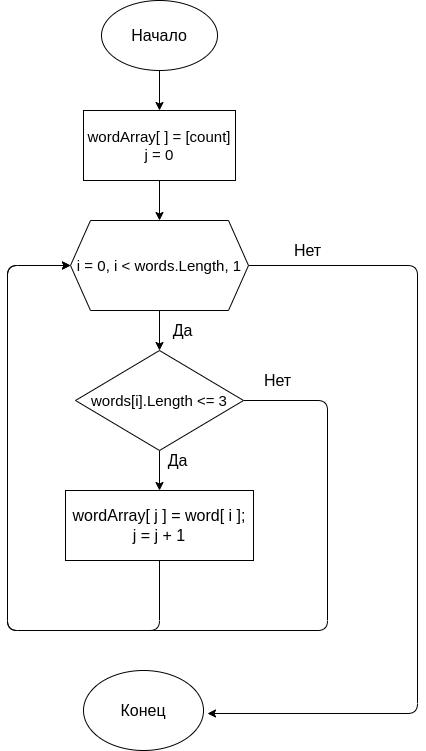 Начало
wordArray[ ] = [count]
j = 0
i = 0, i < words.Length, 1
Нет
Да
words[i].Length <= 3
Нет
Да
wordArray[ j ] = word[ i ];
j = j + 1
Конец